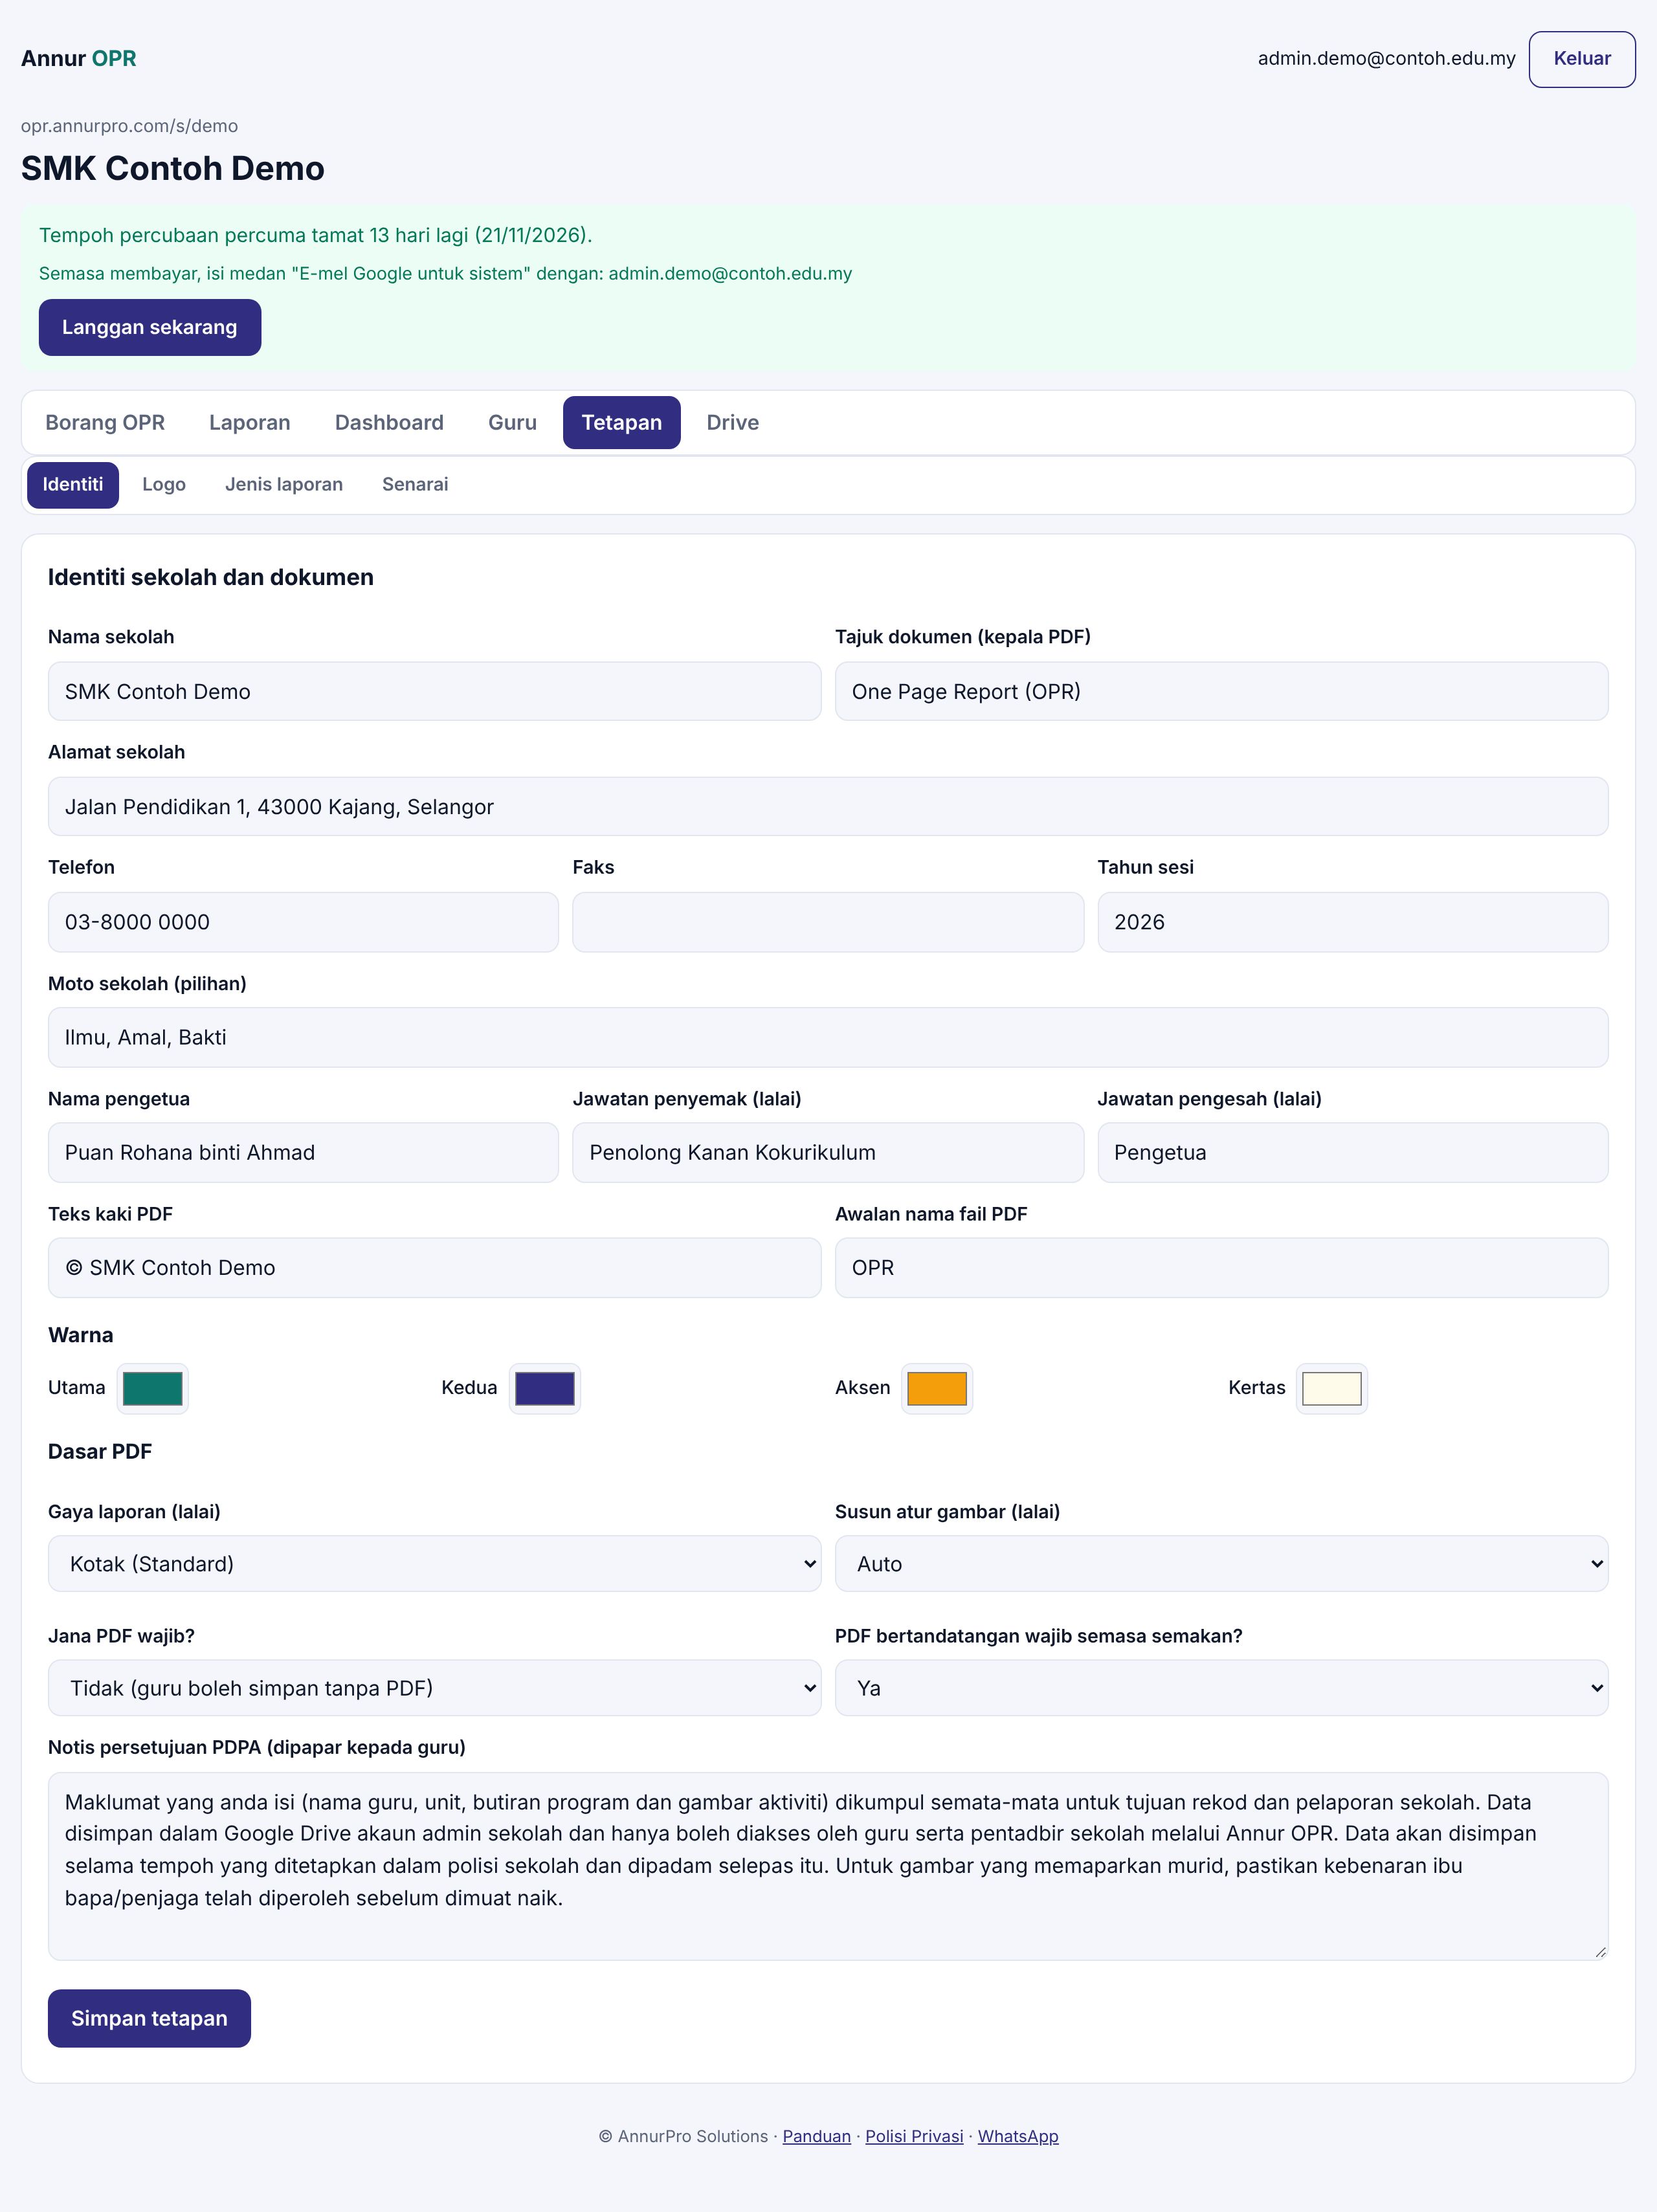 Annur OPR
admin.demo@contoh.edu.my
Keluar
opr.annurpro.com/s/demo
SMK Contoh Demo
Tempoh percubaan percuma tamat 13 hari lagi (21/11/2026).
Semasa membayar, isi medan "E-mel Google untuk sistem" dengan: admin.demo@contoh.edu.my
Langgan sekarang
Borang OPR
Laporan
Dashboard
Guru
Tetapan
Drive
Identiti
Logo
Jenis laporan
Senarai
Identiti sekolah dan dokumen
Nama sekolah
Tajuk dokumen (kepala PDF)
SMK Contoh Demo
One Page Report (OPR)
Alamat sekolah
Jalan Pendidikan 1, 43000 Kajang, Selangor
Telefon
Faks
Tahun sesi
03-8000 0000
2026
Moto sekolah (pilihan)
Ilmu, Amal, Bakti
Nama pengetua
Jawatan penyemak (lalai)
Jawatan pengesah (lalai)
Puan Rohana binti Ahmad
Penolong Kanan Kokurikulum
Pengetua
Teks kaki PDF
Awalan nama fail PDF
© SMK Contoh Demo
OPR
Warna
Utama
Kedua
Aksen
Kertas
Dasar PDF
Gaya laporan (lalai)
Susun atur gambar (lalai)
Kotak (Standard)
Auto
Jana PDF wajib?
PDF bertandatangan wajib semasa semakan?
Tidak (guru boleh simpan tanpa PDF)
Ya
Notis persetujuan PDPA (dipapar kepada guru)
Maklumat yang anda isi (nama guru, unit, butiran program dan gambar aktiviti) dikumpul semata-mata untuk tujuan rekod dan pelaporan sekolah. Data
disimpan dalam Google Drive akaun admin sekolah dan hanya boleh diakses oleh guru serta pentadbir sekolah melalui Annur OPR. Data akan disimpan
selama tempoh yang ditetapkan dalam polisi sekolah dan dipadam selepas itu. Untuk gambar yang memaparkan murid, pastikan kebenaran ibu
bapa/penjaga telah diperoleh sebelum dimuat naik.
Simpan tetapan
© AnnurPro Solutions · Panduan · Polisi Privasi · WhatsApp